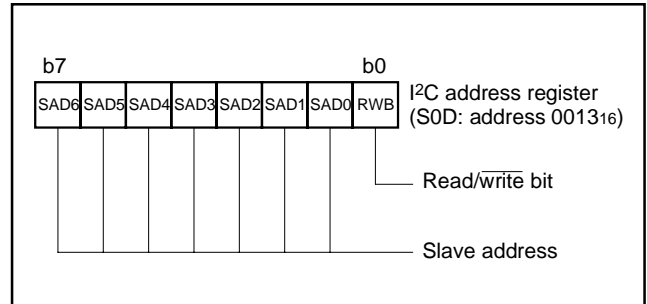 b7 b0
SAD6 SAD5 SAD4 SAD3 SAD2 SAD1 SAD0 RWB
I2C address register
(S0D: address 001316)
Read/write bit
Slave address